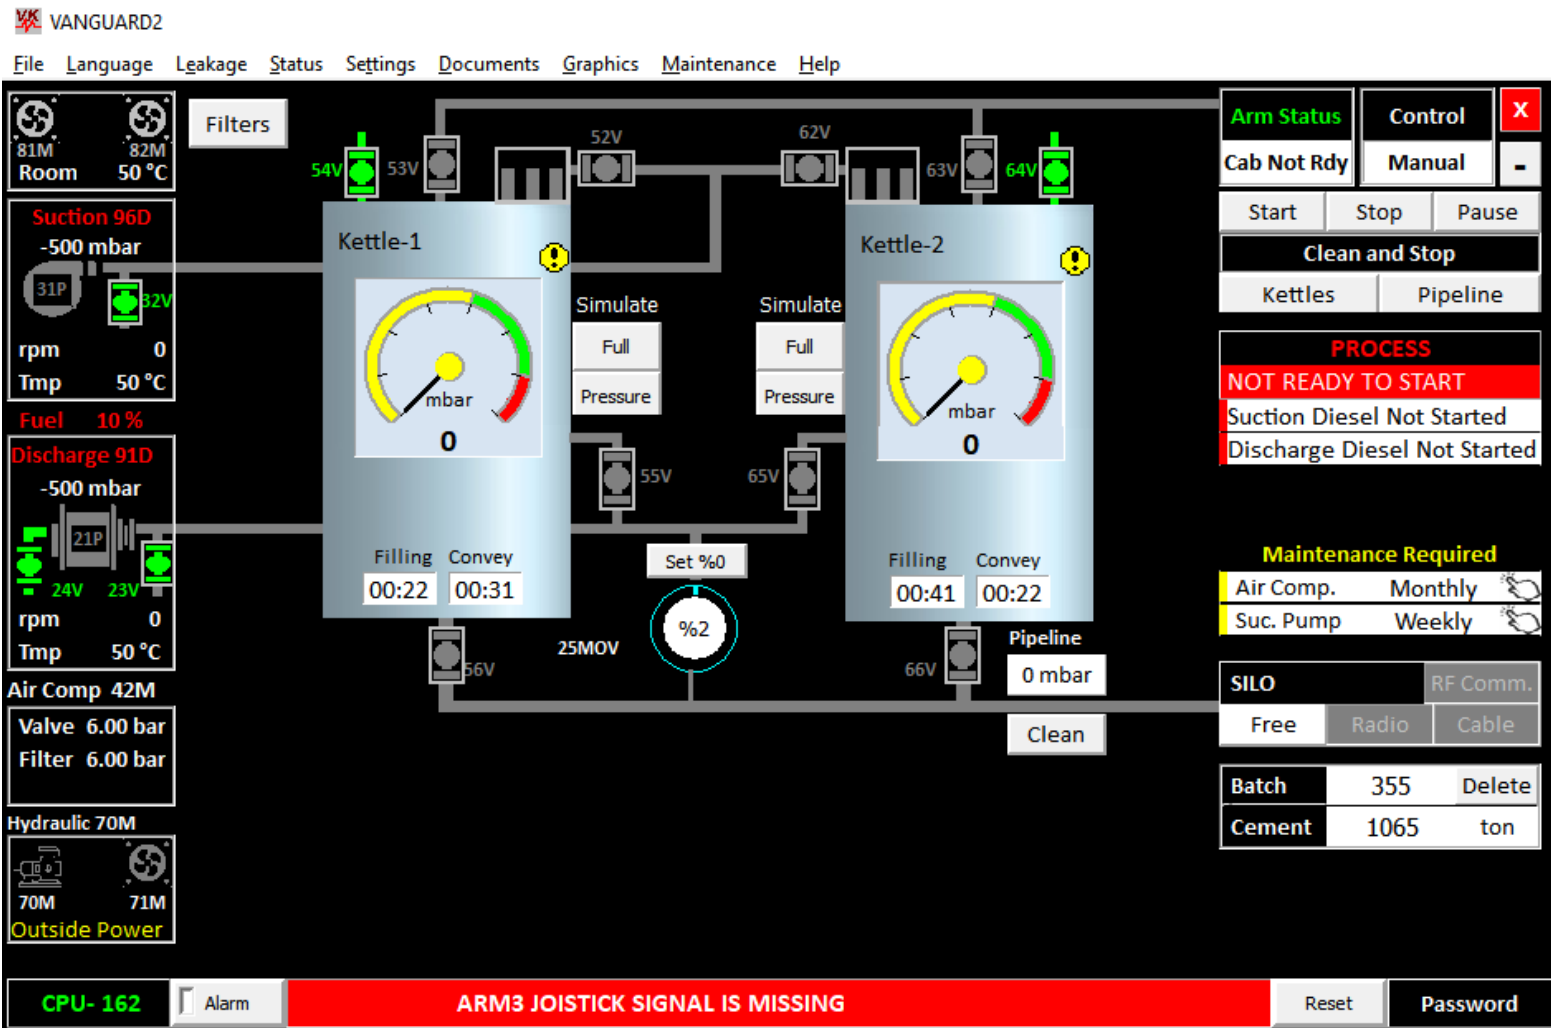 VANGUARD2
File Language Leakage Status Settings Documents Graphics Maintenance Help
81M 82M
Room 50 °C
Filters
Suction 96D
-500 mbar
31P
32V
rpm 0
Tmp 50 °C
Fuel 10 %
Discharge 91D
-500 mbar
21P
24V 23V
rpm 0
Tmp 50 °C
Air Comp 42M
Valve 6.00 bar
Filter 6.00 bar
Hydraulic 70M
70M 71M
Outside Power
54V 53V 52V 62V 63V 64V
Kettle-1
mbar
0
Filling Convey
00:22 00:31
Simulate
Full
Pressure
Simulate
Full
Pressure
55V 65V
Set %0
%2
25MOV
56V 66V
Kettle-2
mbar
0
Filling Convey
00:41 00:22
Pipeline
0 mbar
Clean
Arm Status Control X
Cab Not Rdy Manual -
Start Stop Pause
Clean and Stop
Kettles Pipeline
PROCESS
NOT READY TO START
Suction Diesel Not Started
Discharge Diesel Not Started
Maintenance Required
Air Comp. Monthly
Suc. Pump Weekly
SILO RF Comm.
Free Radio Cable
Batch 355 Delete
Cement 1065 ton
CPU- 162 Alarm ARM3 JOISTICK SIGNAL IS MISSING Reset Password